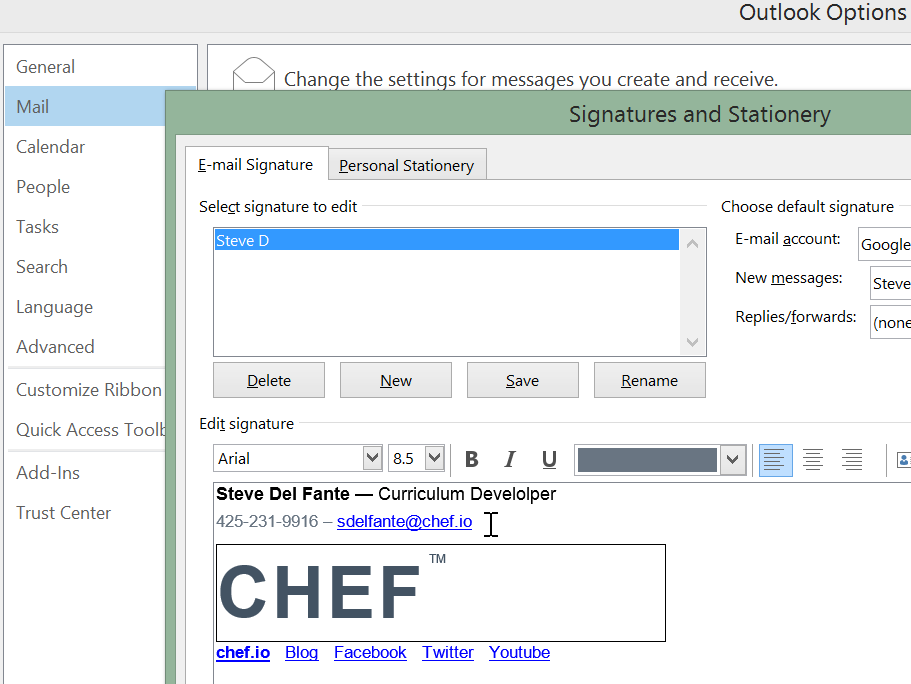 Outlook Options
General
Mail
Calendar
People
Tasks
Search
Language
Advanced
Customize Ribbon
Quick Access Toolb
Add-Ins
Trust Center
Change the settings for messages you create and receive.
Signatures and Stationery
E-mail Signature Personal Stationery
Select signature to edit
Steve D
Delete New Save Rename
Choose default signature
E-mail account: Google
New messages: Steve
Replies/forwards: (none
Edit signature
Arial 8.5 B I U
Steve Del Fante — Curriculum Develolper
425-231-9916 – sdelfante@chef.io
CHEF™
chef.io Blog Facebook Twitter Youtube